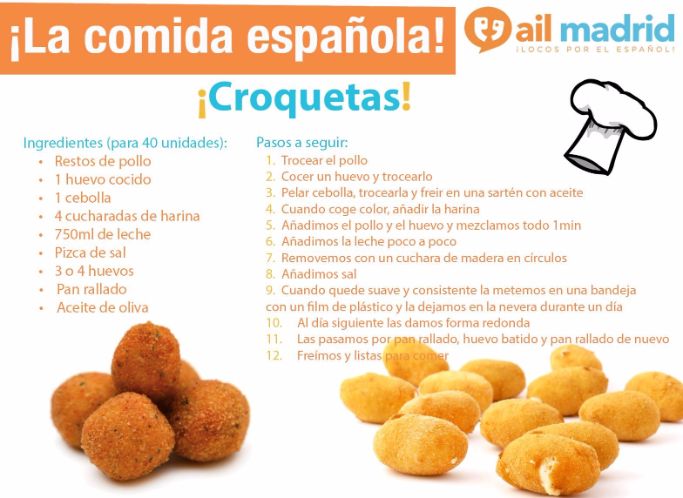 ¡La comida española!
ail madrid
¡LOCOS POR EL ESPAÑOL!
¡Croquetas!
Ingredientes (para 40 unidades):
• Restos de pollo
• 1 huevo cocido
• 1 cebolla
• 4 cucharadas de harina
• 750ml de leche
• Pizca de sal
• 3 o 4 huevos
• Pan rallado
• Aceite de oliva
Pasos a seguir:
1. Trocear el pollo
2. Cocer un huevo y trocearlo
3. Pelar cebolla, trocearla y freir en una sartén con aceite
4. Cuando coge color, añadir la harina
5. Añadimos el pollo y el huevo y mezclamos todo 1min
6. Añadimos la leche poco a poco
7. Removemos con un cuchara de madera en círculos
8. Añadimos sal
9. Cuando quede suave y consistente la metemos en una bandeja
con un film de plástico y la dejamos en la nevera durante un día
10. Al día siguiente las damos forma redonda
11. Las pasamos por pan rallado, huevo batido y pan rallado de nuevo
12. Freímos y listas para comer